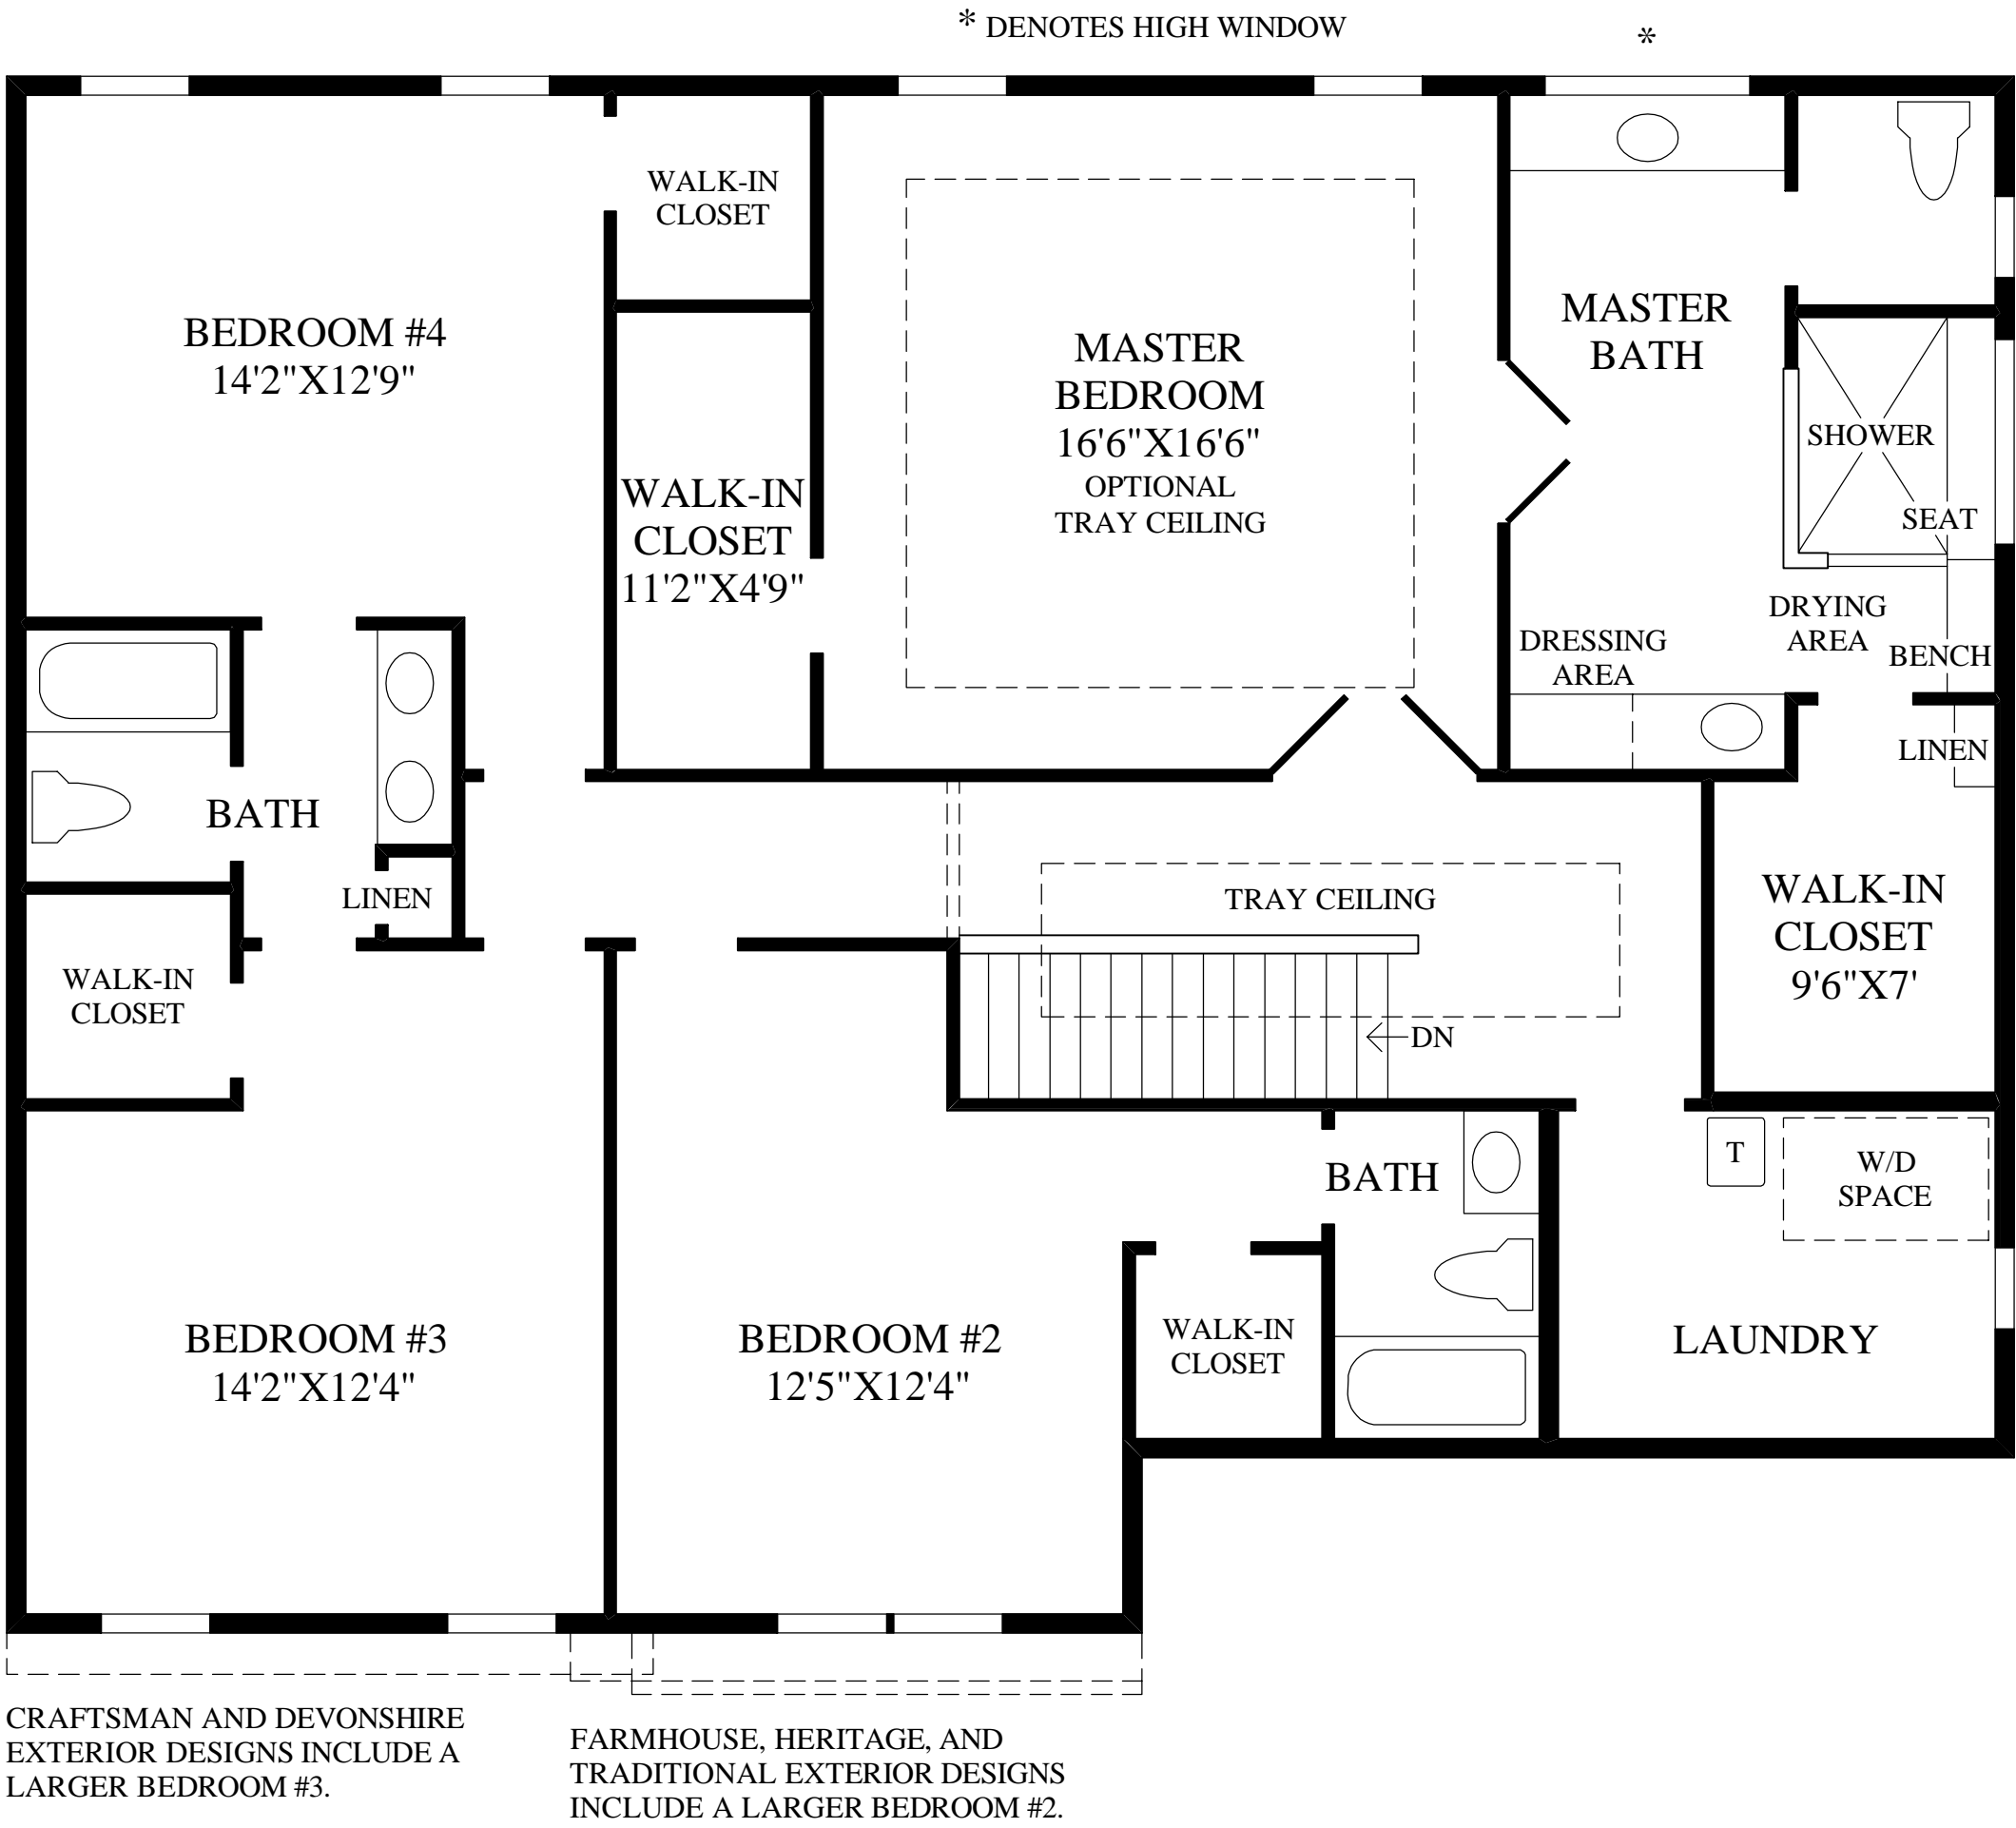 * DENOTES HIGH WINDOW
*
WALK-IN
CLOSET
BEDROOM #4
14'2"X12'9"
MASTER
BEDROOM
16'6"X16'6"
OPTIONAL
TRAY CEILING
MASTER
BATH
SHOWER
SEAT
WALK-IN
CLOSET
11'2"X4'9"
DRYING
AREA
DRESSING
AREA
BENCH
LINEN
BATH
LINEN
TRAY CEILING
WALK-IN
CLOSET
9'6"X7'
WALK-IN
CLOSET
DN
BATH
T
W/D
SPACE
BEDROOM #3
14'2"X12'4"
BEDROOM #2
12'5"X12'4"
WALK-IN
CLOSET
LAUNDRY
CRAFTSMAN AND DEVONSHIRE
EXTERIOR DESIGNS INCLUDE A
LARGER BEDROOM #3.
FARMHOUSE, HERITAGE, AND
TRADITIONAL EXTERIOR DESIGNS
INCLUDE A LARGER BEDROOM #2.